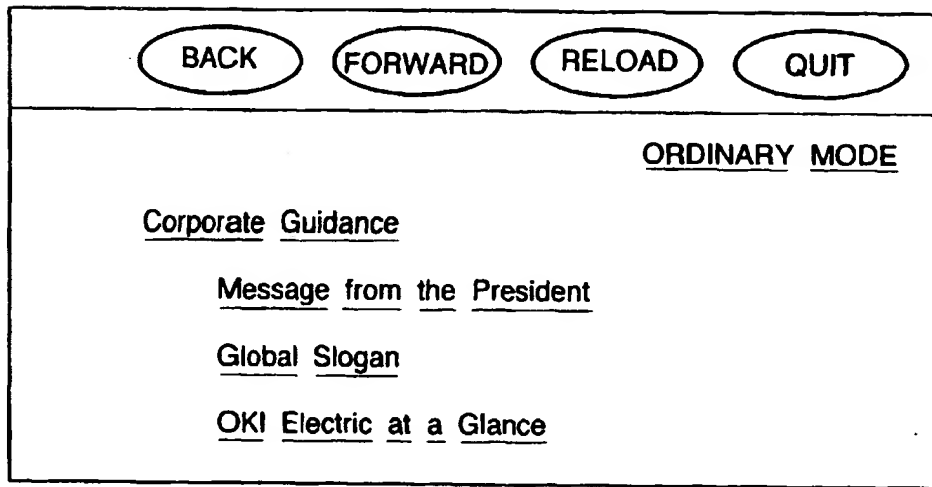 BACK FORWARD RELOAD QUIT
ORDINARY MODE
Corporate Guidance
Message from the President
Global Slogan
OKI Electric at a Glance